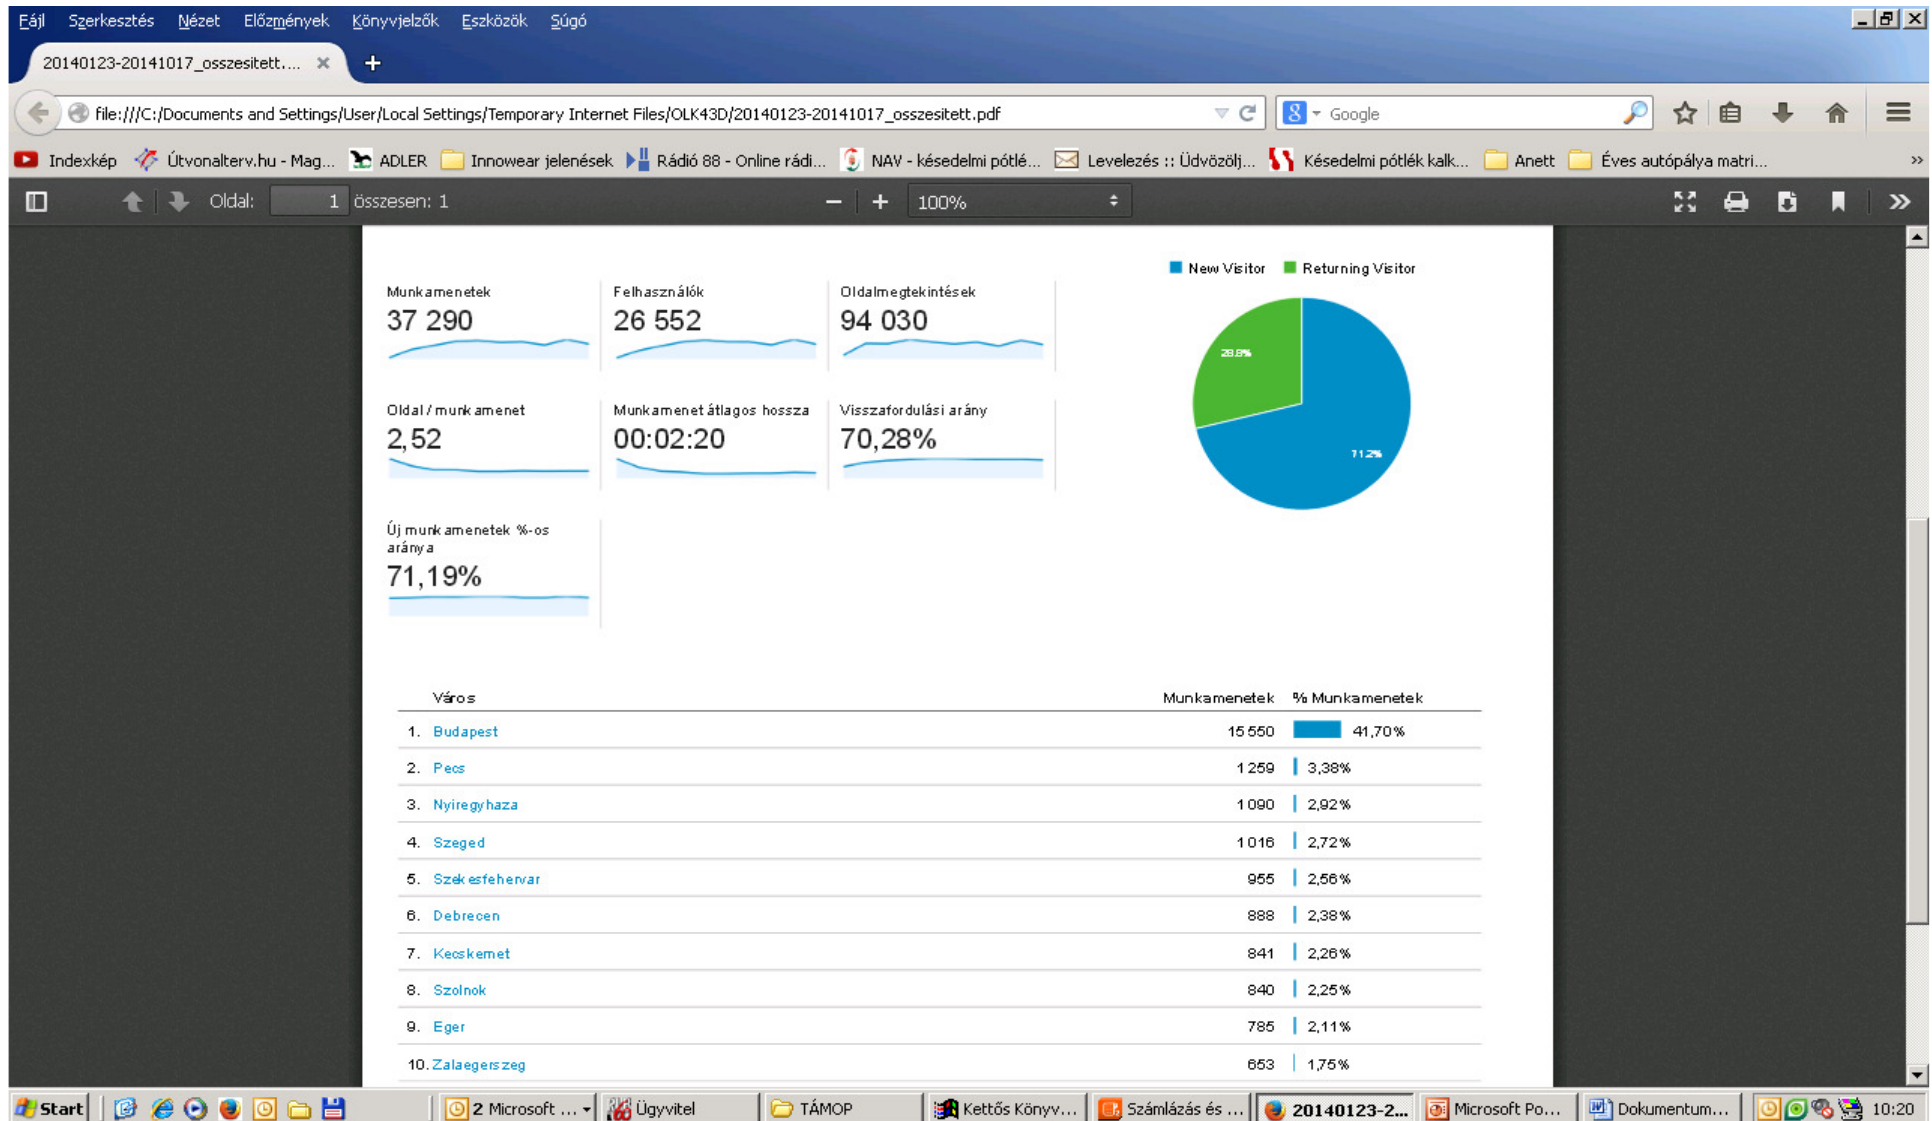 Fájl Szerkesztés Nézet Előzmények Könyvjelzők Eszközök Súgó
20140123-20141017_osszesitett....
file:///C:/Documents and Settings/User/Local Settings/Temporary Internet Files/OLK43D/20140123-20141017_osszesitett.pdf Google
Indexkép Útvonalterv.hu - Mag... ADLER Innowear jelenések Rádió 88 - Online rádi... NAV - késedelmi pótlé... Levelezés :: Üdvözölj... Késedelmi pótlék kalk... Anett Éves autópálya matri...
Oldal: 1 összesen: 1 100%
New Visitor Returning Visitor
Munkamenetek Felhasználók Oldalmegtekintések
37 290 26 552 94 030
28.8%
Oldal / munkamenet Munkamenet átlagos hossza Visszafordulási arány
2,52 00:02:20 70,28%
71.2%
Új munkamenetek %-os
aránya
71,19%
Város Munkamenetek % Munkamenetek
1. Budapest 15 550 41,70%
2. Pecs 1 259 3,38%
3. Nyiregyhaza 1 090 2,92%
4. Szeged 1 016 2,72%
5. Szekesfehervar 955 2,56%
6. Debrecen 888 2,38%
7. Kecskemet 841 2,26%
8. Szolnok 840 2,25%
9. Eger 785 2,11%
10. Zalaegerszeg 653 1,75%
Start 2 Microsoft ... Ügyvitel TÁMOP Kettős Könyv... Számlázás és ... 20140123-2... Microsoft Po... Dokumentum... 10:20